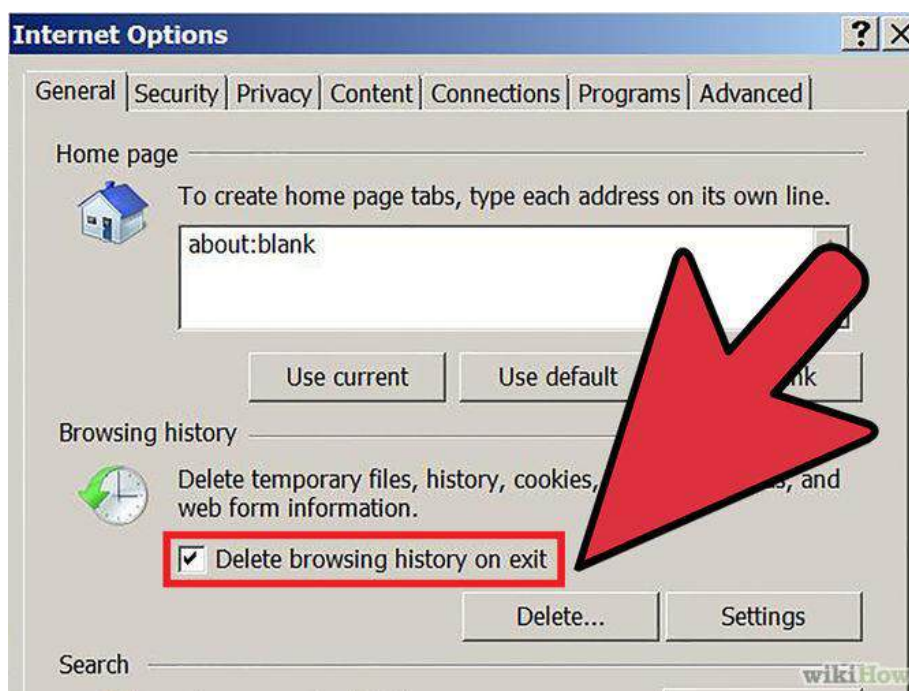 Internet Options
General Security Privacy Content Connections Programs Advanced
Home page
To create home page tabs, type each address on its own line.
about:blank
Use current Use default
Browsing history
Delete temporary files, history, cookies, and
web form information.
Delete browsing history on exit
Delete... Settings
Search
wikiHow